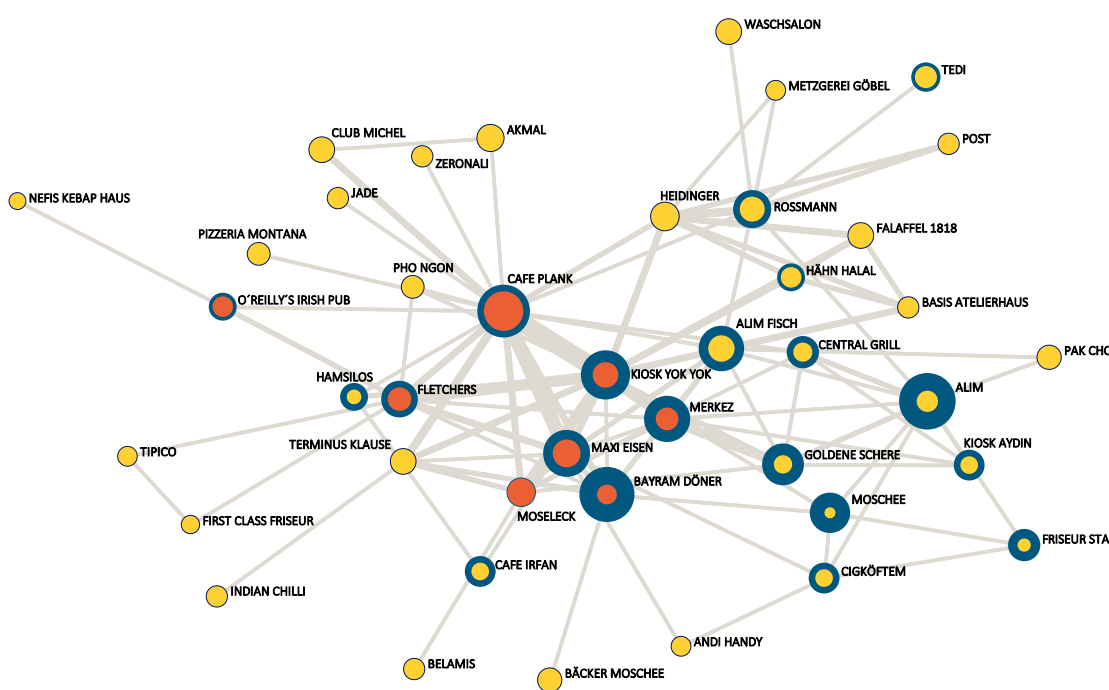 WASCHSALON
TEDI
METZGEREI GÖBEL
AKMAL
CLUB MICHEL
POST
ZERONALI
JADE
HEIDINGER
NEFIS KEBAP HAUS
ROSSMANN
FALAFFEL 1818
PIZZERIA MONTANA
PHO NGON
HÄHN HALAL
CAFE PLANK
O´REILLY´S IRISH PUB
BASIS ATELIERHAUS
ALIM FISCH
CENTRAL GRILL
PAK CHO
HAMSILOS
KIOSK YOK YOK
FLETCHERS
ALIM
MERKEZ
TERMINUS KLAUSE
MAXI EISEN
KIOSK AYDIN
TIPICO
GOLDENE SCHERE
BAYRAM DÖNER
MOSCHEE
MOSELECK
FIRST CLASS FRISEUR
FRISEUR STA
CAFE IRFAN
CIGKÖFTEM
INDIAN CHILLI
ANDI HANDY
BELAMIS
BÄCKER MOSCHEE